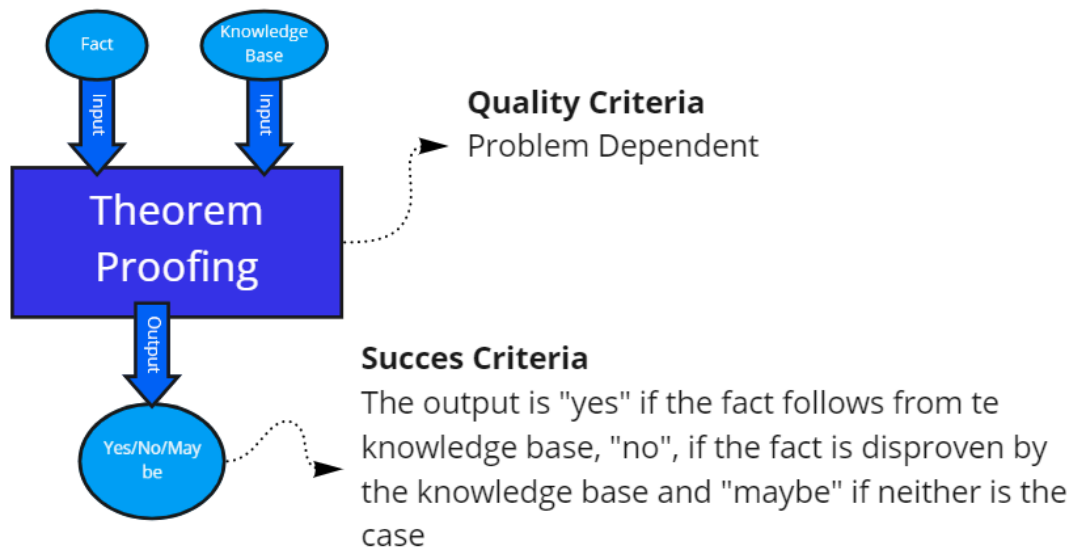 Fact
Knowledge
Base
Input
Input
Quality Criteria
Problem Dependent
Theorem
Proofing
Output
Succes Criteria
The output is "yes" if the fact follows from te
knowledge base, "no", if the fact is disproven by
the knowledge base and "maybe" if neither is the
case
Yes/No/May
be